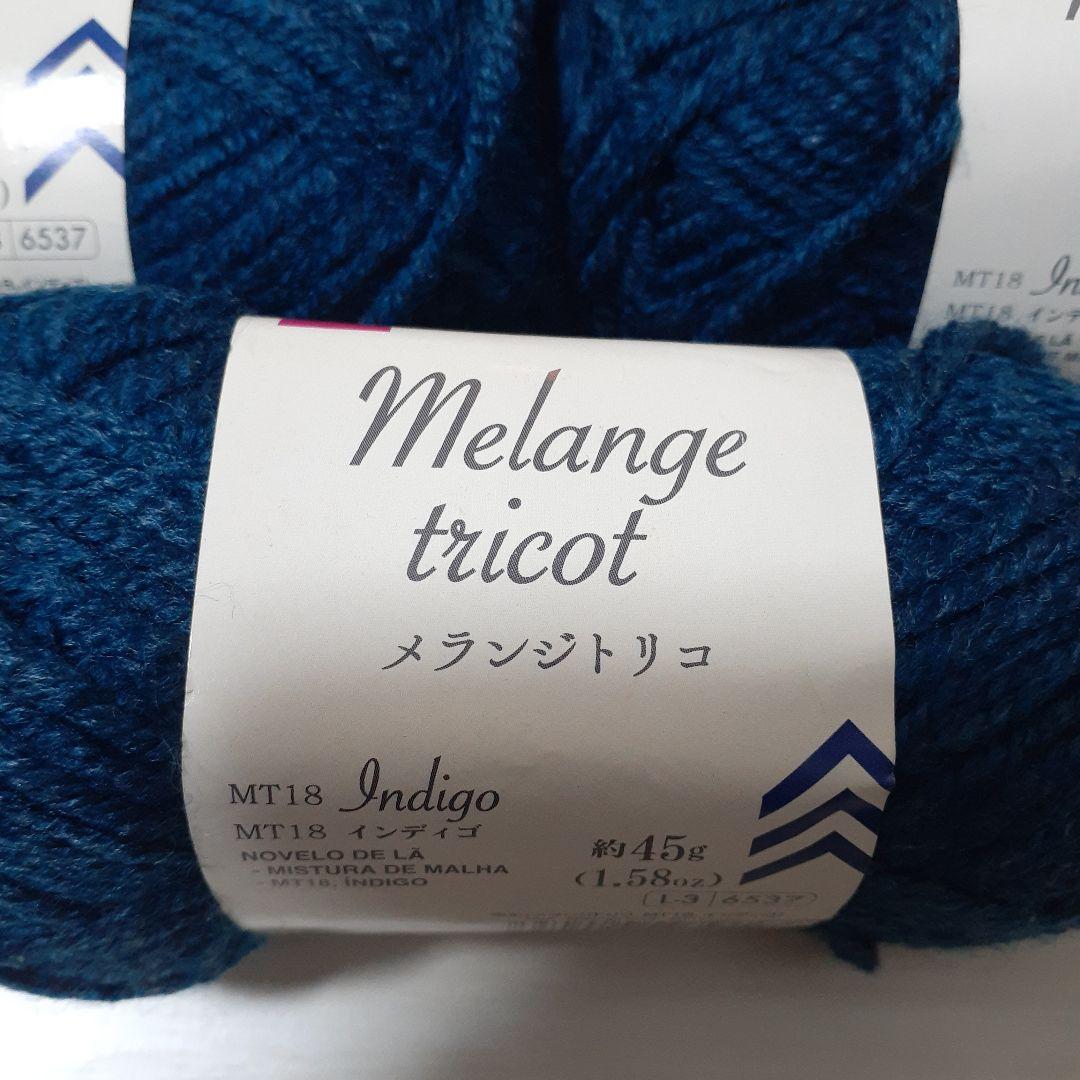 6537
MT18 In
MT18 インデ
Melange
tricot
メランジトリコ
MT18 Indigo
MT18 インディゴ
NOVELO DE LÃ
- MISTURA DE MALHA
- MT18; ÍNDIGO
約45g
(1.58oz)
L-3 6537